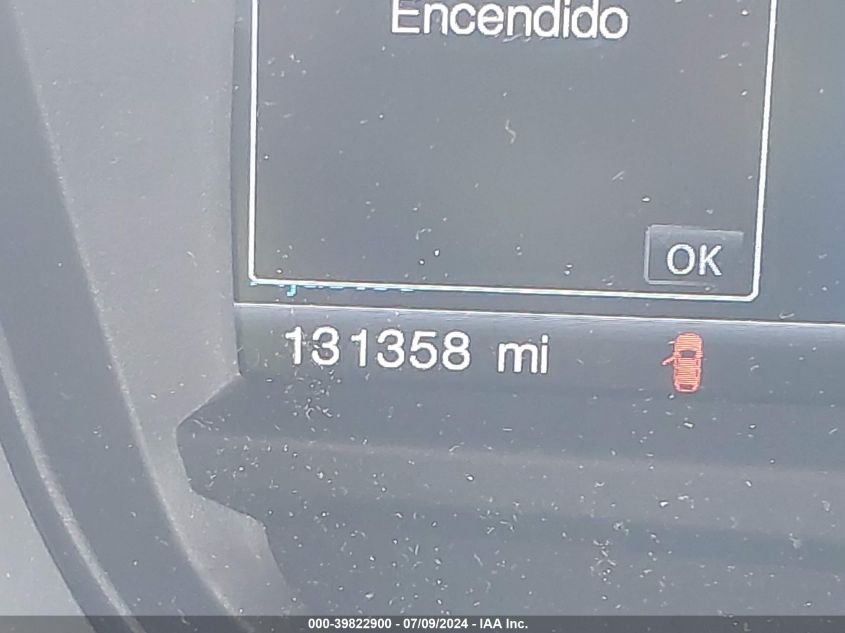 Encendido
OK
131358 mi
000-39822900 - 07/09/2024 - IAA Inc.